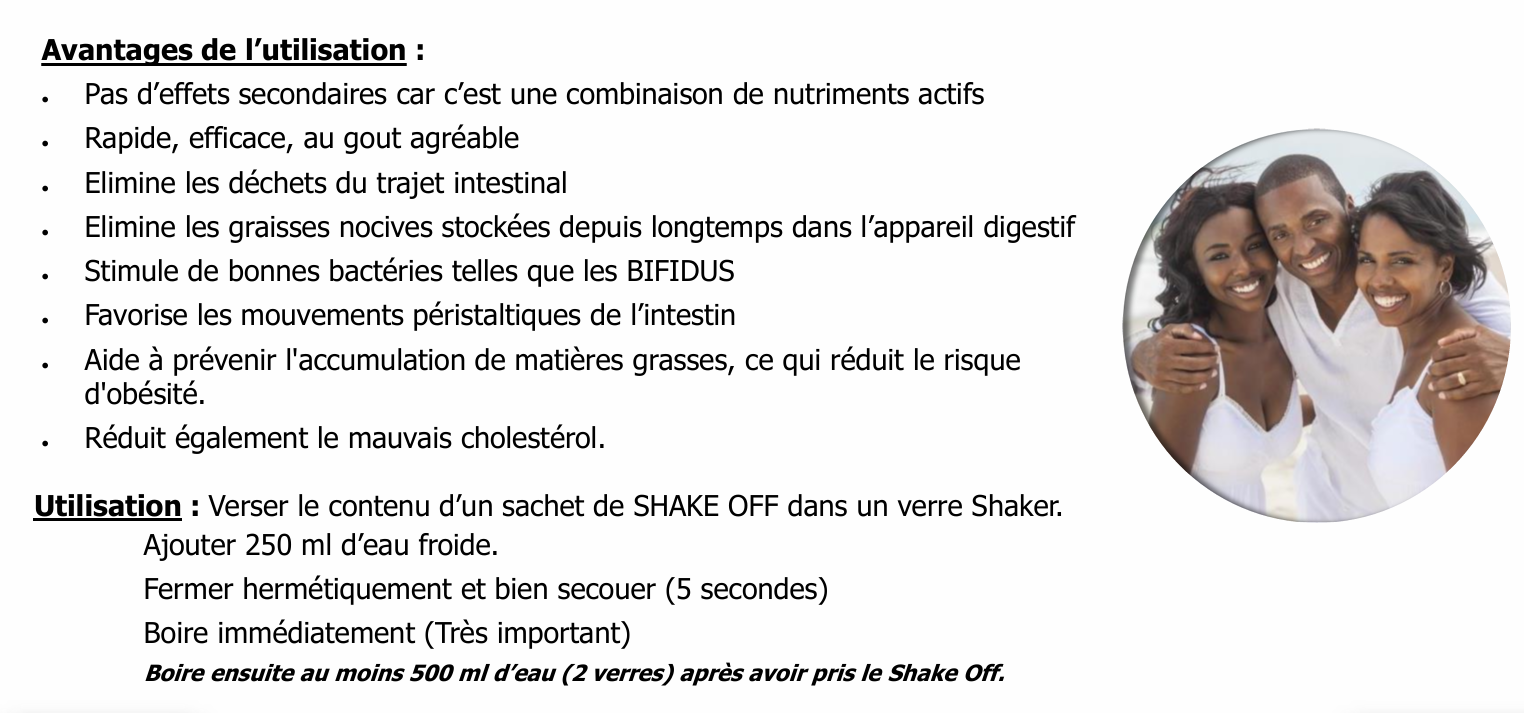 Avantages de l’utilisation :
• Pas d’effets secondaires car c’est une combinaison de nutriments actifs
• Rapide, efficace, au gout agréable
• Elimine les déchets du trajet intestinal
• Elimine les graisses nocives stockées depuis longtemps dans l’appareil digestif
• Stimule de bonnes bactéries telles que les BIFIDUS
• Favorise les mouvements péristaltiques de l’intestin
• Aide à prévenir l'accumulation de matières grasses, ce qui réduit le risque
d'obésité.
• Réduit également le mauvais cholestérol.
Utilisation : Verser le contenu d’un sachet de SHAKE OFF dans un verre Shaker.
Ajouter 250 ml d’eau froide.
Fermer hermétiquement et bien secouer (5 secondes)
Boire immédiatement (Très important)
Boire ensuite au moins 500 ml d’eau (2 verres) après avoir pris le Shake Off.